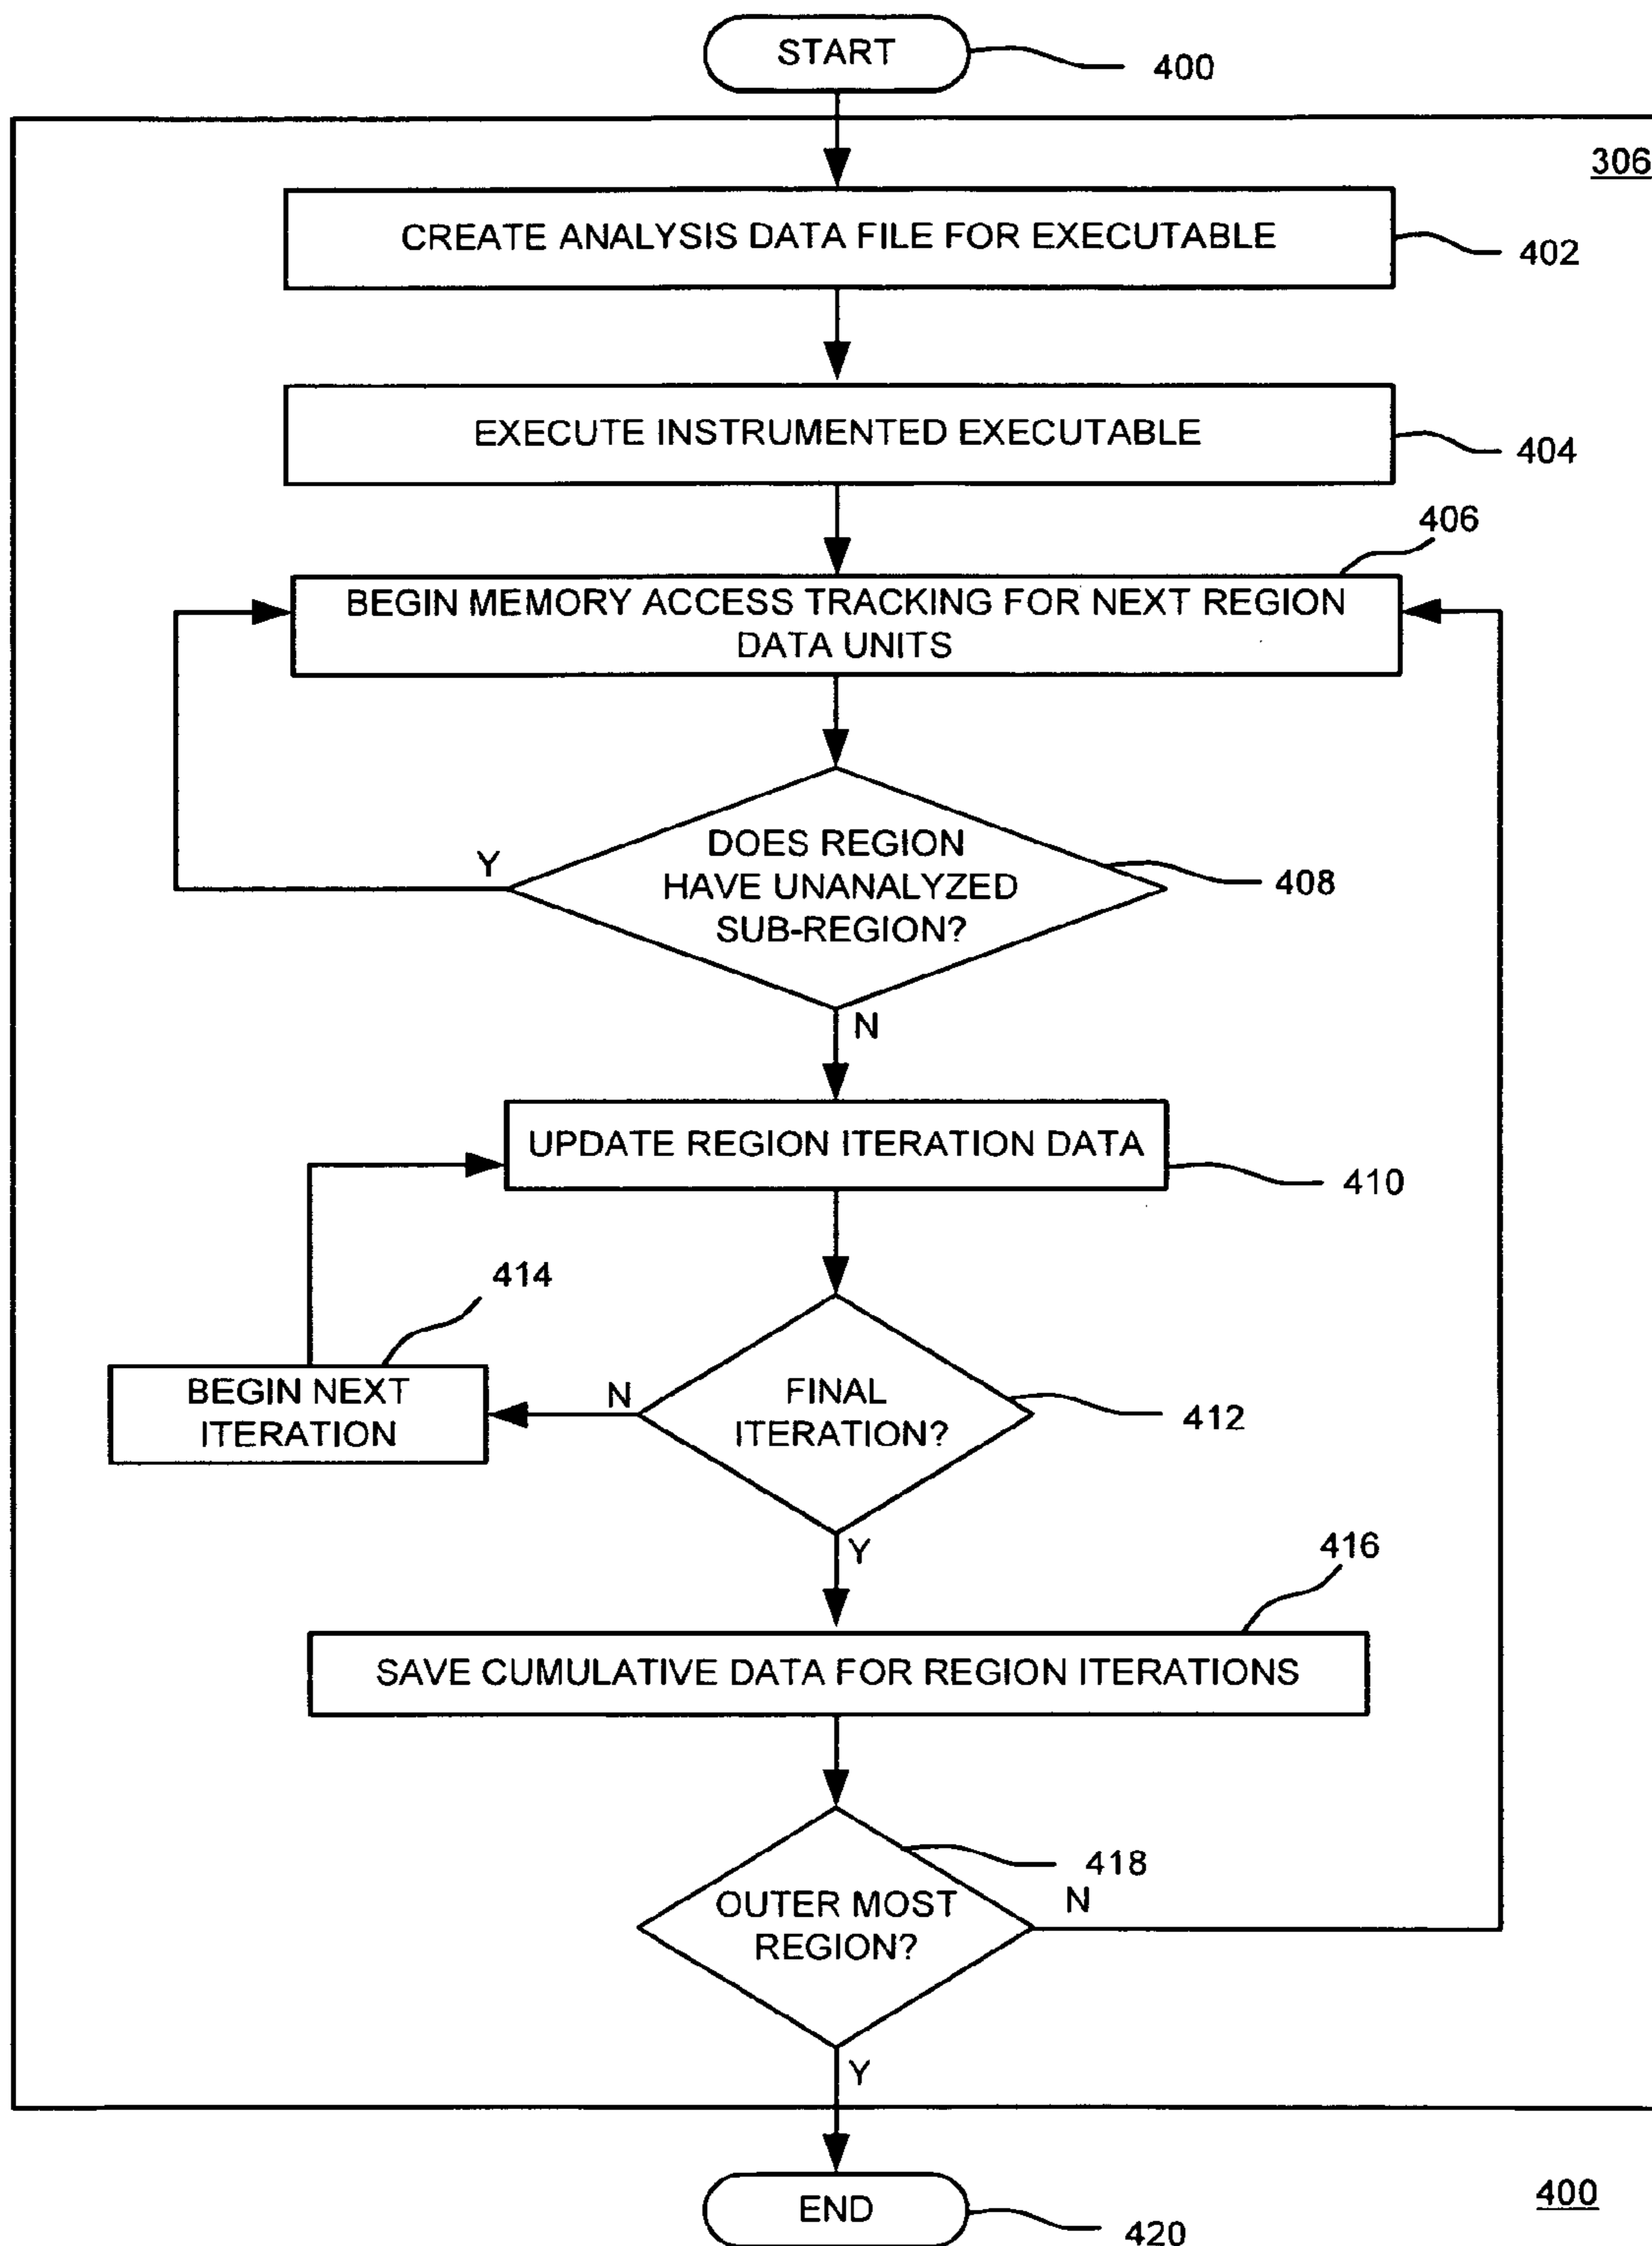 START
400
306
CREATE ANALYSIS DATA FILE FOR EXECUTABLE
402
EXECUTE INSTRUMENTED EXECUTABLE
404
406
BEGIN MEMORY ACCESS TRACKING FOR NEXT REGION
DATA UNITS
DOES REGION
HAVE UNANALYZED
SUB-REGION?
Y
408
N
UPDATE REGION ITERATION DATA
410
414
BEGIN NEXT
ITERATION
N
FINAL
ITERATION?
412
Y
416
SAVE CUMULATIVE DATA FOR REGION ITERATIONS
418
OUTER MOST
REGION?
N
Y
END
420
400